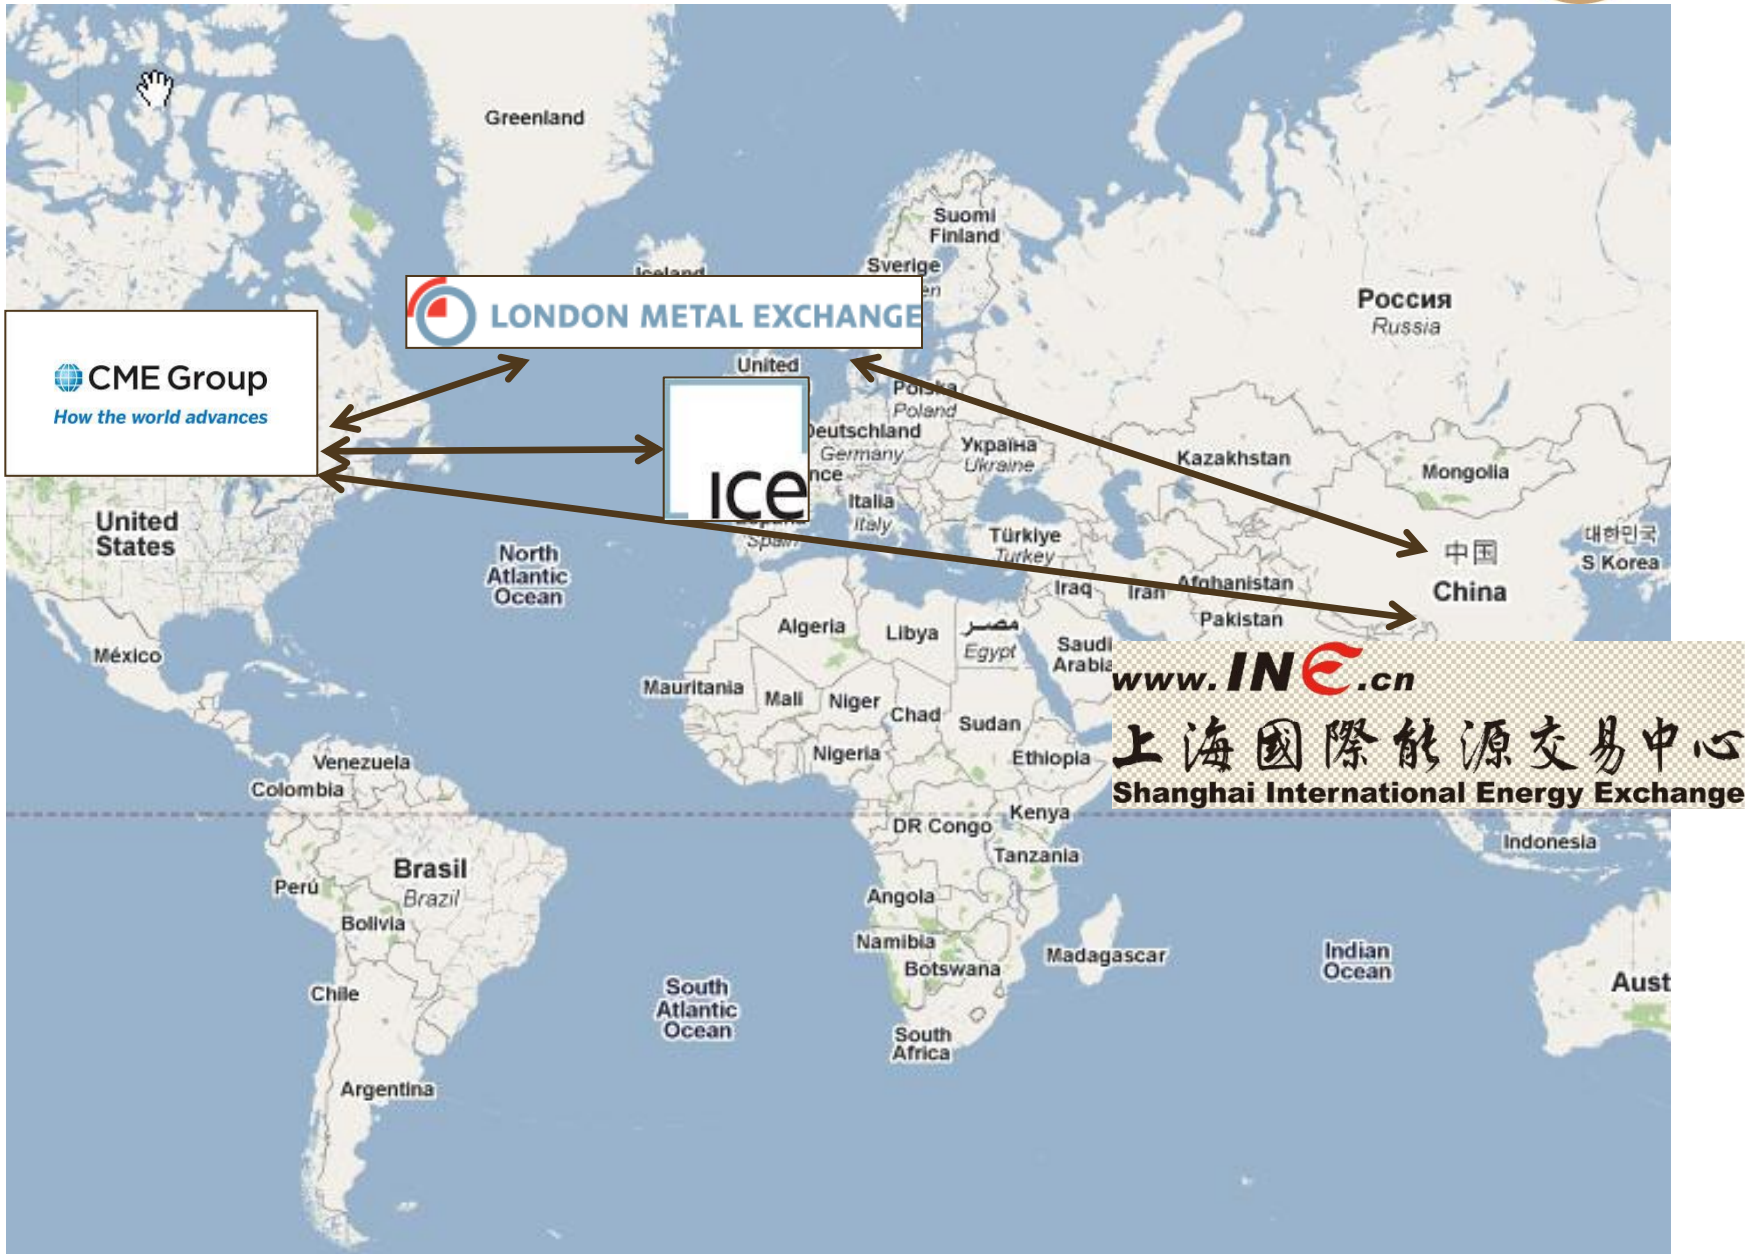 Greenland
Suomi
Finland
Iceland
Sverige
LONDON METAL EXCHANGE
Россия
Russia
CME Group
How the world advances
United
Polska
Poland
Deutschland
Germany
Україна
Ukraine
Kazakhstan
Mongolia
ice
nce
Italia
Italy
United
States
North
Atlantic
Ocean
Spain
Türkiye
Turkey
中国
China
대한민국
S Korea
Iraq
Iran
Afghanistan
Pakistan
México
Algeria
Libya
مصر
Egypt
Saudi
Arabia
www.INE.cn
上海國際能源交易中心
Shanghai International Energy Exchange
Mauritania
Mali
Niger
Chad
Sudan
Nigeria
Ethiopia
Venezuela
Colombia
Kenya
DR Congo
Tanzania
Indonesia
Brasil
Brazil
Perú
Bolivia
Angola
Namibia
Botswana
Madagascar
Indian
Ocean
Aust
Chile
South
Atlantic
Ocean
South
Africa
Argentina